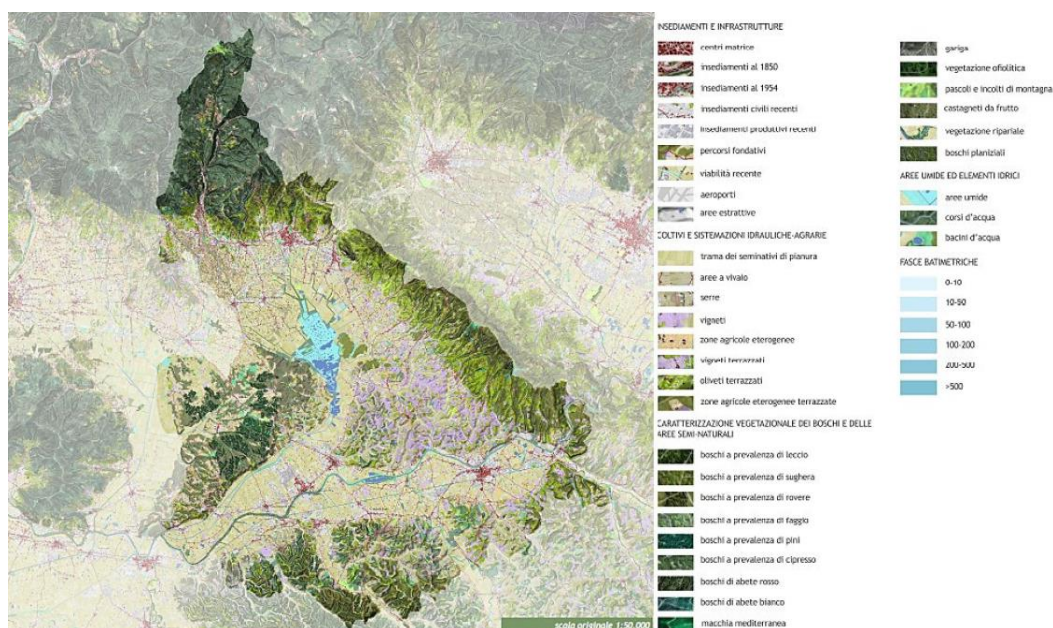 INSEDIAMENTI E INFRASTRUTTURE
centri matrice
insediamenti al 1850
insediamenti al 1954
insediamenti civili recenti
insediamenti produttivi recenti
percorsi fondativi
viabilità recente
aeroporti
aree estrattive
COLTIVI E SISTEMAZIONI IDRAULICHE-AGRARIE
trama dei seminativi di pianura
aree a vivaio
serre
vigneti
zone agricole eterogenee
vigneti terrazzati
oliveti terrazzati
zone agricole eterogenee terrazzate
CARATTERIZZAZIONE VEGETAZIONALE DEI BOSCHI E DELLE
AREE SEMI-NATURALI
boschi a prevalenza di leccio
boschi a prevalenza di sughera
boschi a prevalenza di rovere
boschi a prevalenza di faggio
boschi a prevalenza di pini
boschi a prevalenza di cipresso
boschi di abete rosso
boschi di abete bianco
macchia mediterranea
gariga
vegetazione ofiolitica
pascoli e incolti di montagna
castagneti da frutto
vegetazione ripariale
boschi planiziali
AREE UMIDE ED ELEMENTI IDRICI
aree umide
corsi d'acqua
bacini d'acqua
FASCE BATIMETRICHE
0-10
10-50
50-100
100-200
200-500
>500
scala originale 1:50.000